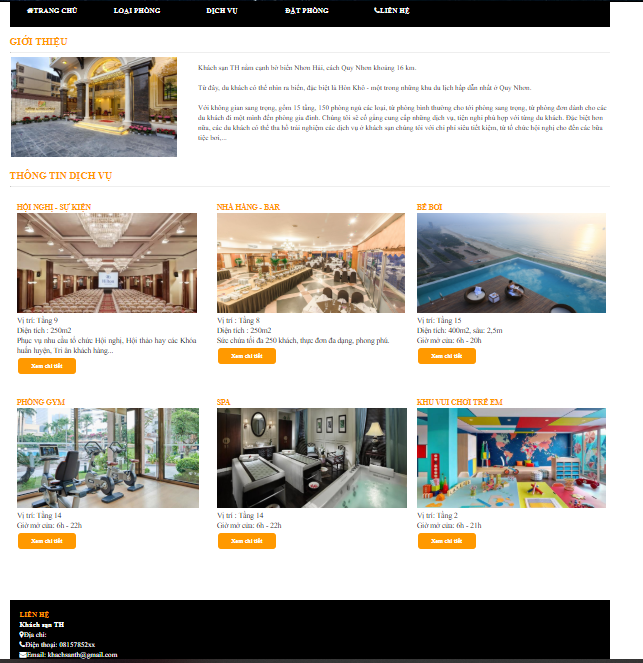 TRANG CHỦ LOẠI PHÒNG DỊCH VỤ ĐẶT PHÒNG LIÊN HỆ
GIỚI THIỆU
Khách sạn TH nằm cạnh bờ biển Nhơn Hải, cách Quy Nhơn khoảng 16 km.
Từ đây, du khách có thể nhìn ra biển, đặc biệt là Hòn Khô - một trong những khu du lịch hấp dẫn nhất ở Quy Nhơn.
Với không gian sang trọng, gồm 15 tầng, 150 phòng ngủ các loại, từ phòng bình thường cho tới phòng sang trọng, từ phòng đơn dành cho các
du khách đi một mình đến phòng gia đình. Chúng tôi sẽ cố gắng cung cấp những dịch vụ, tiện nghi phù hợp với từng du khách. Đặc biệt hơn
nữa, các du khách có thể tha hồ trải nghiệm các dịch vụ ở khách sạn chúng tôi với chi phí siêu tiết kiệm, từ tổ chức hội nghị cho đến các bữa
tiệc bơi,...
THÔNG TIN DỊCH VỤ
HỘI NGHỊ - SỰ KIỆN
Vị trí: Tầng 9
Diện tích : 250m2
Phục vụ nhu cầu tổ chức Hội nghị, Hội thảo hay các Khóa
huấn luyện, Tri ân khách hàng...
Xem chi tiết
NHÀ HÀNG - BAR
Vị trí : Tầng 8
Diện tích : 250m2
Sức chứa tối đa 250 khách, thực đơn đa dạng, phong phú.
Xem chi tiết
BỂ BƠI
Vị trí: Tầng 15
Diện tích: 400m2, sâu: 2,5m
Giờ mở cửa: 6h - 20h
Xem chi tiết
PHÒNG GYM
Vị trí: Tầng 14
Giờ mở cửa: 6h - 22h
Xem chi tiết
SPA
Vị trí : Tầng 14
Giờ mở cửa: 6h - 22h
Xem chi tiết
KHU VUI CHƠI TRẺ EM
Vị trí: Tầng 2
Giờ mở cửa: 6h - 21h
Xem chi tiết
LIÊN HỆ
Khách sạn TH
Địa chỉ:
Điện thoại: 08157852xx
Email: khachsanth@gmail.com